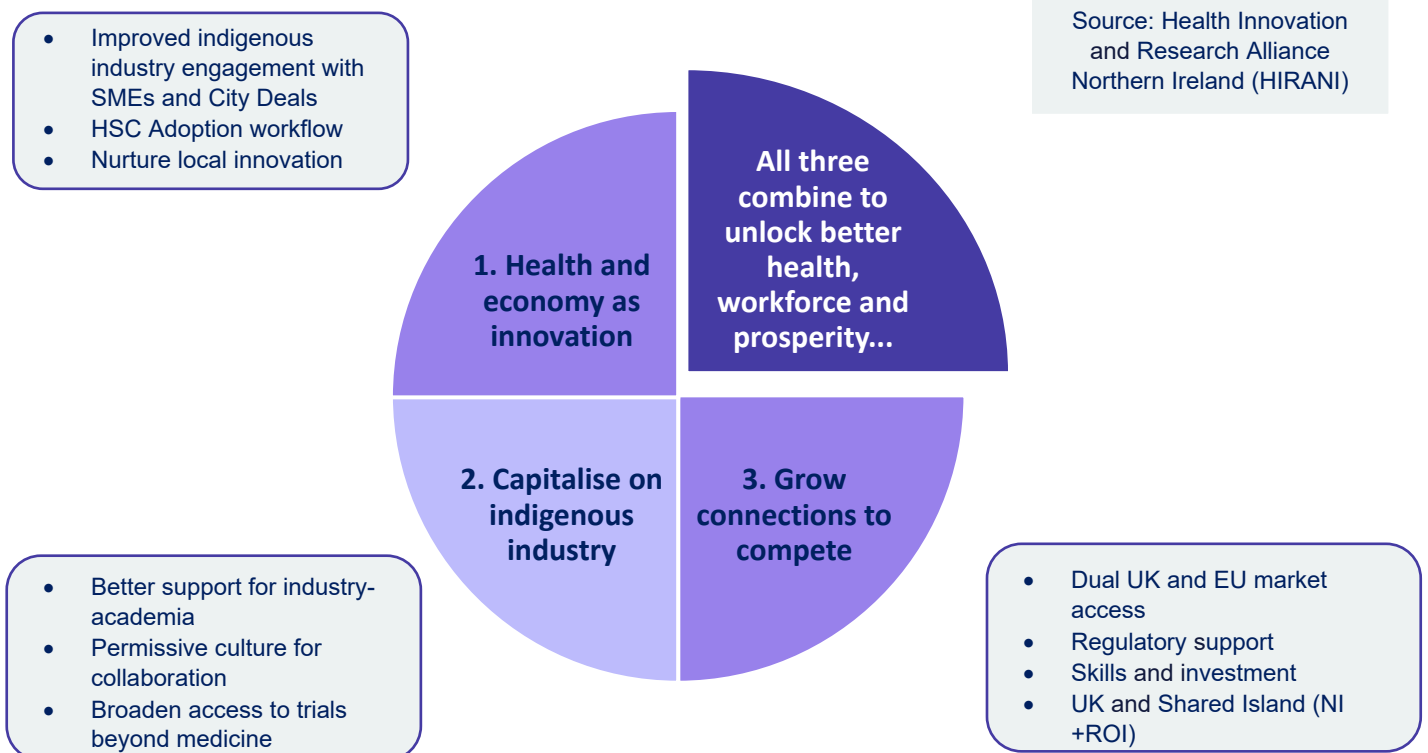 • Improved indigenous
industry engagement with
SMEs and City Deals
• HSC Adoption workflow
• Nurture local innovation
Source: Health Innovation
and Research Alliance
Northern Ireland (HIRANI)
All three
combine to
unlock better
health,
workforce and
prosperity...
1. Health and
economy as
innovation
2. Capitalise on
indigenous
industry
3. Grow
connections to
compete
• Better support for industry-
academia
• Permissive culture for
collaboration
• Broaden access to trials
beyond medicine
• Dual UK and EU market
access
• Regulatory support
• Skills and investment
• UK and Shared Island (NI
+ROI)